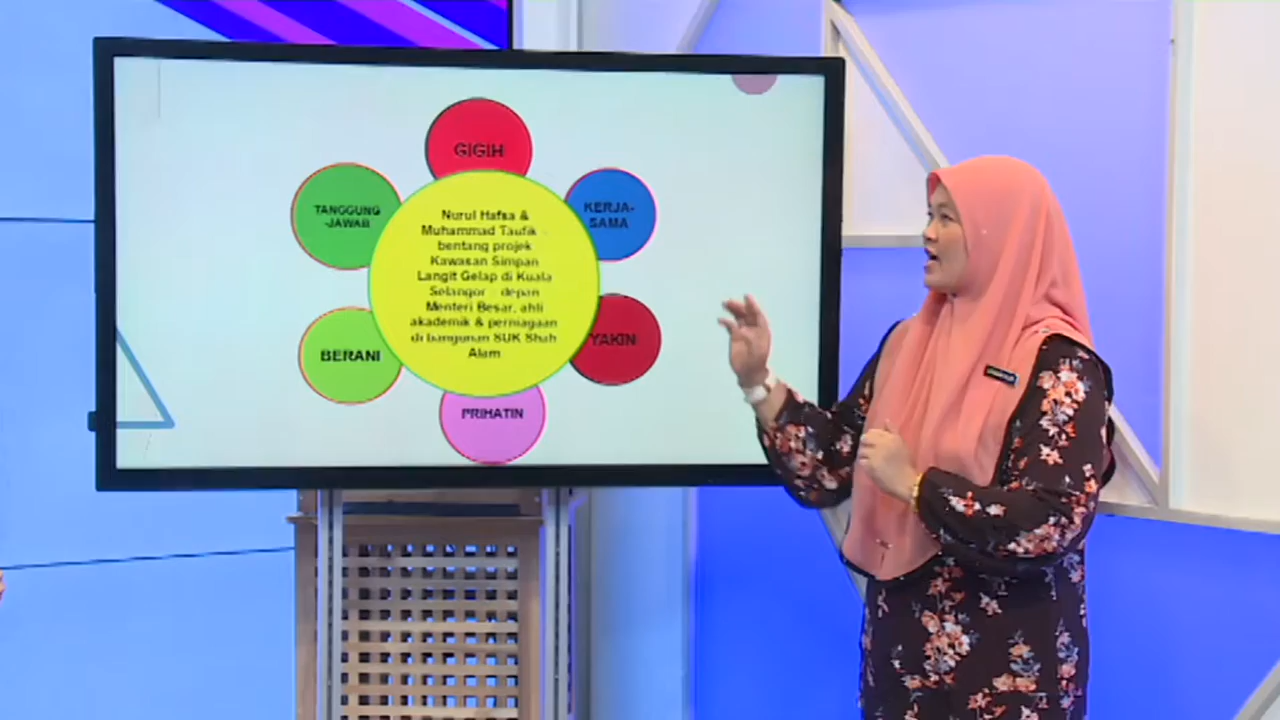 GIGIH
TANGGUNG
-JAWAB
KERJA-
SAMA
Nurul Hafsa &
Muhammad Taufik -
bentang projek
Kawasan Simpan
Langit Gelap di Kuala
Selangor - depan
Menteri Besar, ahli
akademik & perniagaan
di bangunan SUK Shah
Alam
YAKIN
BERANI
PRIHATIN